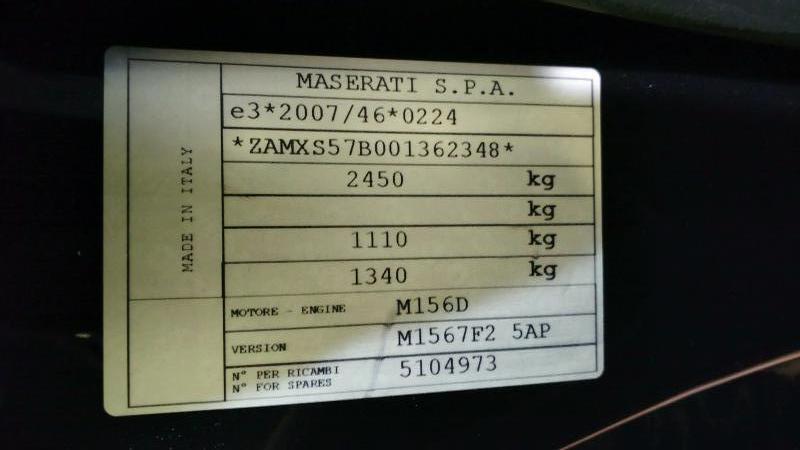 MASERATI S.P.A.
e3*2007/46*0224
*ZAMXS57B001362348*
2450 kg
kg
1110 kg
1340 kg
MOTORE - ENGINE M156D
VERSION M1567F2 5AP
N° PER RICAMBI
N° FOR SPARES 5104973
MADE IN ITALY